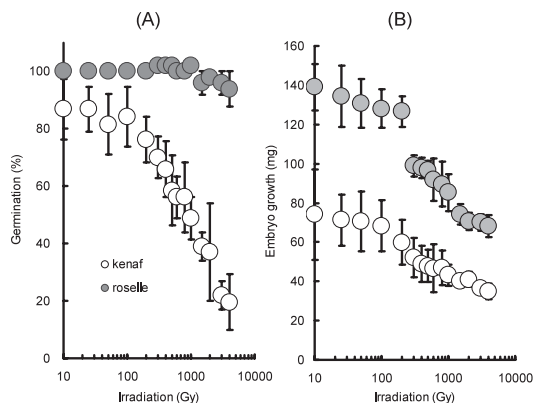 (A)
(B)
Germination (%)
100
80
60
40
20
0
kenaf
roselle
10
100
1000
10000
Irradiation (Gy)
Embryo growth (mg)
160
140
120
100
80
60
40
20
0
10
100
1000
10000
Irradiation (Gy)